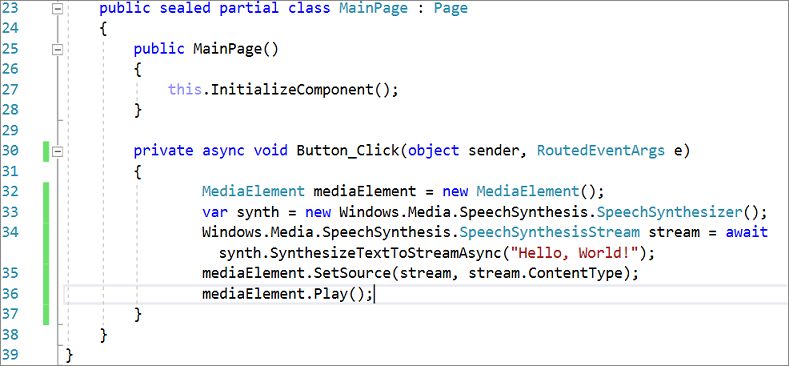 23 public sealed partial class MainPage : Page
24 {
25 public MainPage()
26 {
27 this.InitializeComponent();
28 }
29
30 private async void Button_Click(object sender, RoutedEventArgs e)
31 {
32 MediaElement mediaElement = new MediaElement();
33 var synth = new Windows.Media.SpeechSynthesis.SpeechSynthesizer();
34 Windows.Media.SpeechSynthesis.SpeechSynthesisStream stream = await
synth.SynthesizeTextToStreamAsync("Hello, World!");
35 mediaElement.SetSource(stream, stream.ContentType);
36 mediaElement.Play();
37 }
38 }
39 }